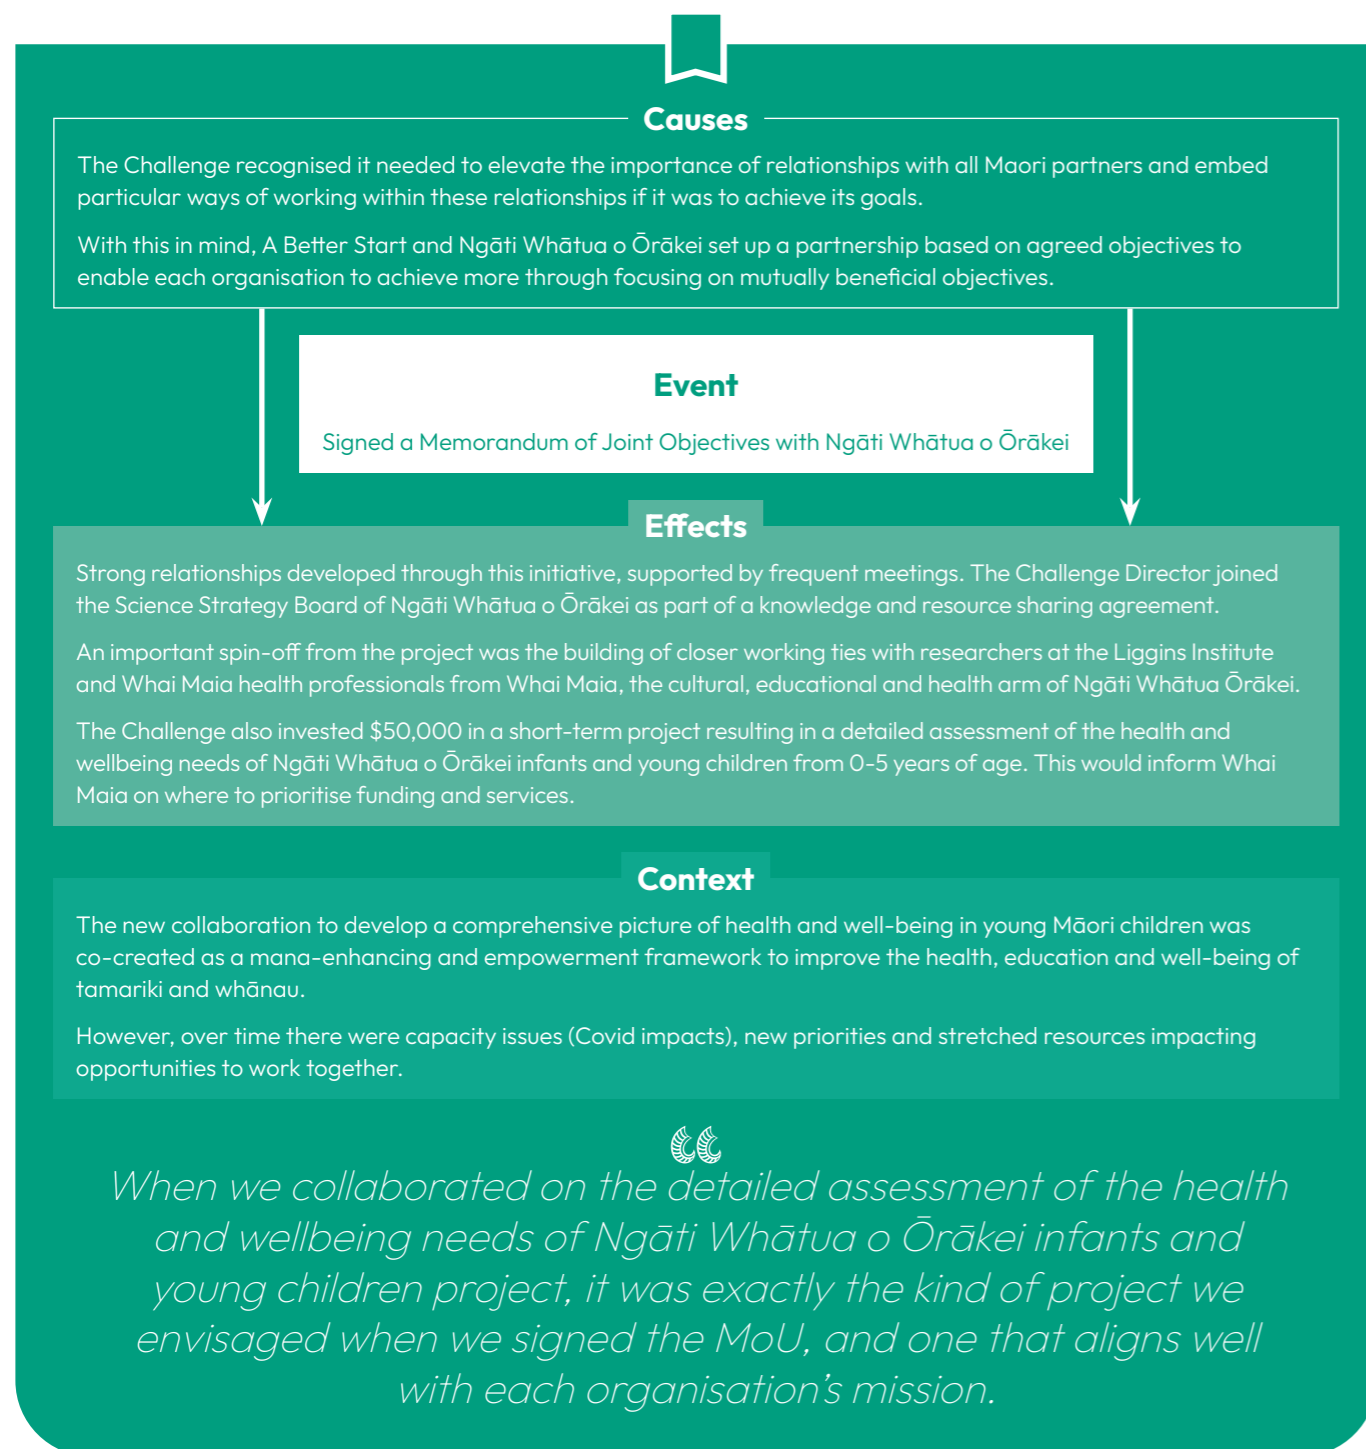 Causes
The Challenge recognised it needed to elevate the importance of relationships with all Maori partners and embed
particular ways of working within these relationships if it was to achieve its goals.
With this in mind, A Better Start and Ngāti Whātua o Ōrākei set up a partnership based on agreed objectives to
enable each organisation to achieve more through focusing on mutually beneficial objectives.
Event
Signed a Memorandum of Joint Objectives with Ngāti Whātua o Ōrākei
Effects
Strong relationships developed through this initiative, supported by frequent meetings. The Challenge Director joined
the Science Strategy Board of Ngāti Whātua o Ōrākei as part of a knowledge and resource sharing agreement.
An important spin-off from the project was the building of closer working ties with researchers at the Liggins Institute
and Whai Maia health professionals from Whai Maia, the cultural, educational and health arm of Ngāti Whātua Ōrākei.
The Challenge also invested $50,000 in a short-term project resulting in a detailed assessment of the health and
wellbeing needs of Ngāti Whātua o Ōrākei infants and young children from 0-5 years of age. This would inform Whai
Maia on where to prioritise funding and services.
Context
The new collaboration to develop a comprehensive picture of health and well-being in young Māori children was
co-created as a mana-enhancing and empowerment framework to improve the health, education and well-being of
tamariki and whānau.
However, over time there were capacity issues (Covid impacts), new priorities and stretched resources impacting
opportunities to work together.
When we collaborated on the detailed assessment of the health
and wellbeing needs of Ngāti Whātua o Ōrākei infants and
young children project, it was exactly the kind of project we
envisaged when we signed the MoU, and one that aligns well
with each organisation's mission.